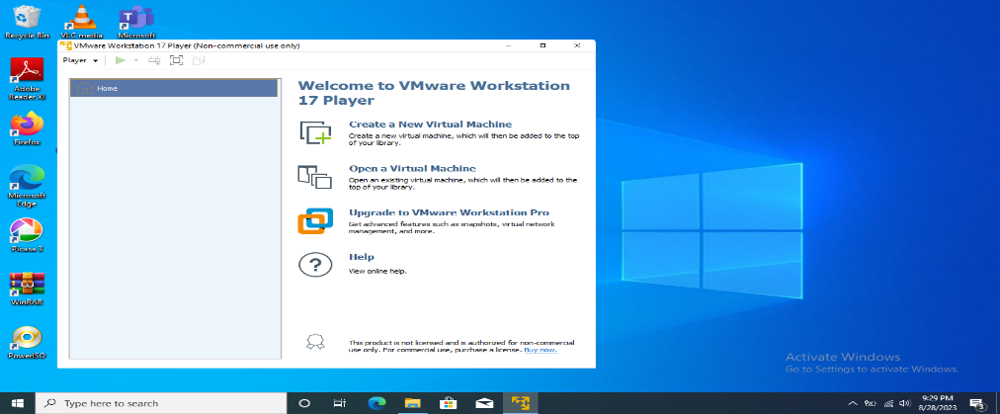 Recycle Bin
VLC media
Microsoft
Adobe
Reader XI
Firefox
Microsoft
Edge
Picasa 3
WinRAR
PowerISO
VMware Workstation 17 Player (Non-commercial use only)
Player
Home
Welcome to VMware Workstation
17 Player
Create a New Virtual Machine
Create a new virtual machine, which will then be added to the top
of your library.
Open a Virtual Machine
Open an existing virtual machine, which will then be added to the
top of your library.
Upgrade to VMware Workstation Pro
Get advanced features such as snapshots, virtual network
management, and more.
Help
View online help.
This product is not licensed and is authorized for non-commercial
use only. For commercial use, purchase a license. Buy now.
Activate Windows
Go to Settings to activate Windows.
Type here to search
9:29 PM
8/28/2023
3